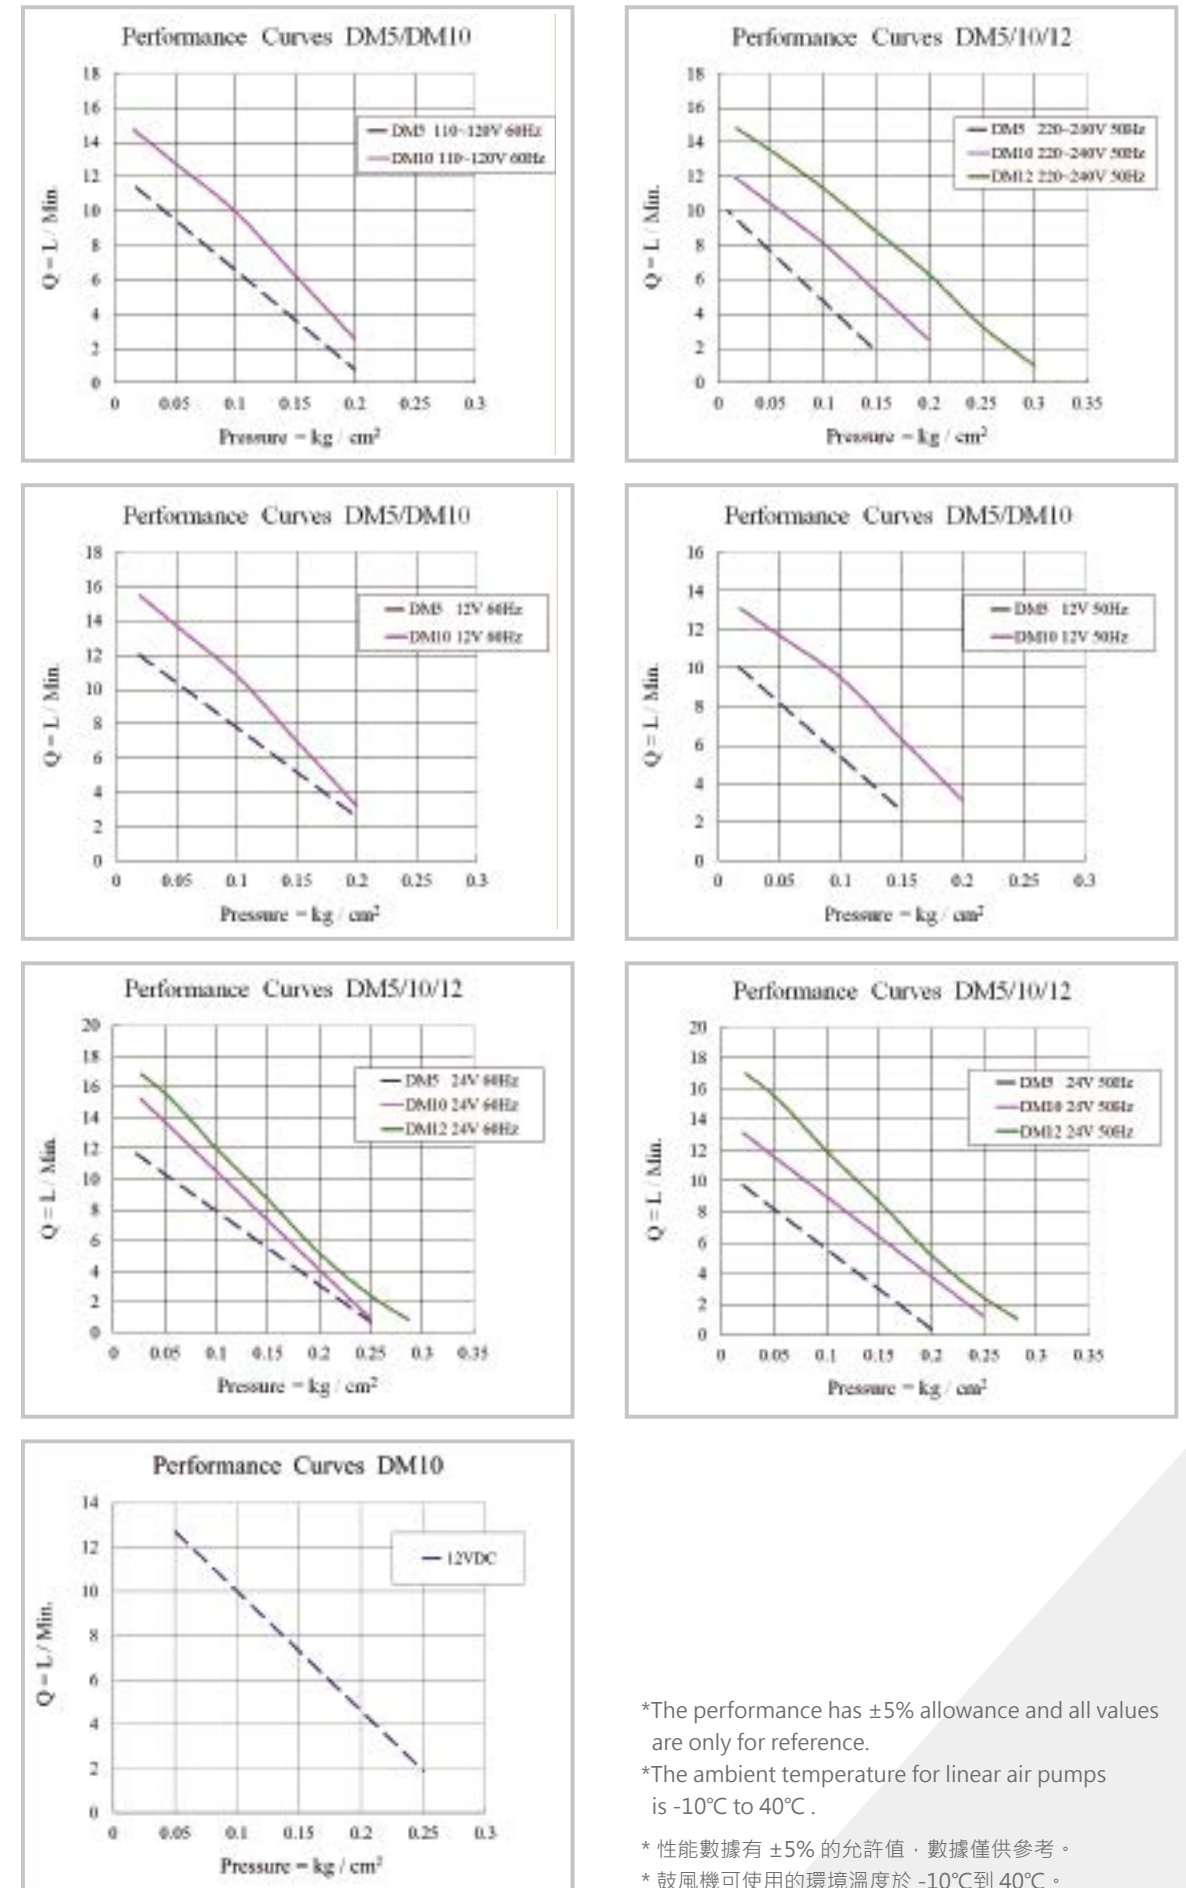 Performance Curves DM5/DM10
18
16
14
12
10
8
6
4
2
0
Q = L / Min.
DM5 110~120V 60Hz
DM10 110~120V 60Hz
0 0.05 0.1 0.15 0.2 0.25 0.3
Pressure = kg / cm²
Performance Curves DM5/10/12
18
16
14
12
10
8
6
4
2
0
Q = L / Min.
DM5 220~240V 50Hz
DM10 220~240V 50Hz
DM12 220~240V 50Hz
0 0.05 0.1 0.15 0.2 0.25 0.3 0.35
Pressure = kg / cm²
Performance Curves DM5/DM10
18
16
14
12
10
8
6
4
2
0
Q = L / Min.
DM5 12V 60Hz
DM10 12V 60Hz
0 0.05 0.1 0.15 0.2 0.25 0.3
Pressure = kg / cm²
Performance Curves DM5/DM10
16
14
12
10
8
6
4
2
0
Q = L / Min.
DM5 12V 50Hz
DM10 12V 50Hz
0 0.05 0.1 0.15 0.2 0.25 0.3
Pressure = kg / cm²
Performance Curves DM5/10/12
20
18
16
14
12
10
8
6
4
2
0
Q = L / Min.
DM5 24V 60Hz
DM10 24V 60Hz
DM12 24V 60Hz
0 0.05 0.1 0.15 0.2 0.25 0.3 0.35
Pressure = kg / cm²
Performance Curves DM5/10/12
20
18
16
14
12
10
8
6
4
2
0
Q = L / Min.
DM5 24V 50Hz
DM10 24V 50Hz
DM12 24V 50Hz
0 0.05 0.1 0.15 0.2 0.25 0.3 0.35
Pressure = kg / cm²
Performance Curves DM10
14
12
10
8
6
4
2
0
Q = L / Min.
12VDC
0 0.05 0.1 0.15 0.2 0.25 0.3
Pressure = kg / cm²
*The performance has ±5% allowance and all values
are only for reference.
*The ambient temperature for linear air pumps
is -10℃ to 40℃ .
* 性能數據有 ±5% 的允許值，數據僅供參考。
* 鼓風機可使用的環境溫度於 -10℃到 40℃。